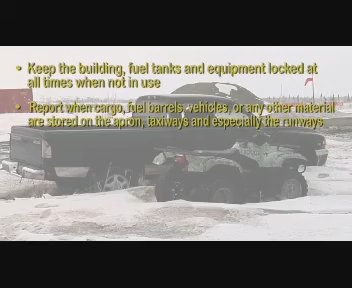 • Keep the building, fuel tanks and equipment locked at
all times when not in use
• Report when cargo, fuel barrels, vehicles, or any other material
are stored on the apron, taxiways and especially the runways